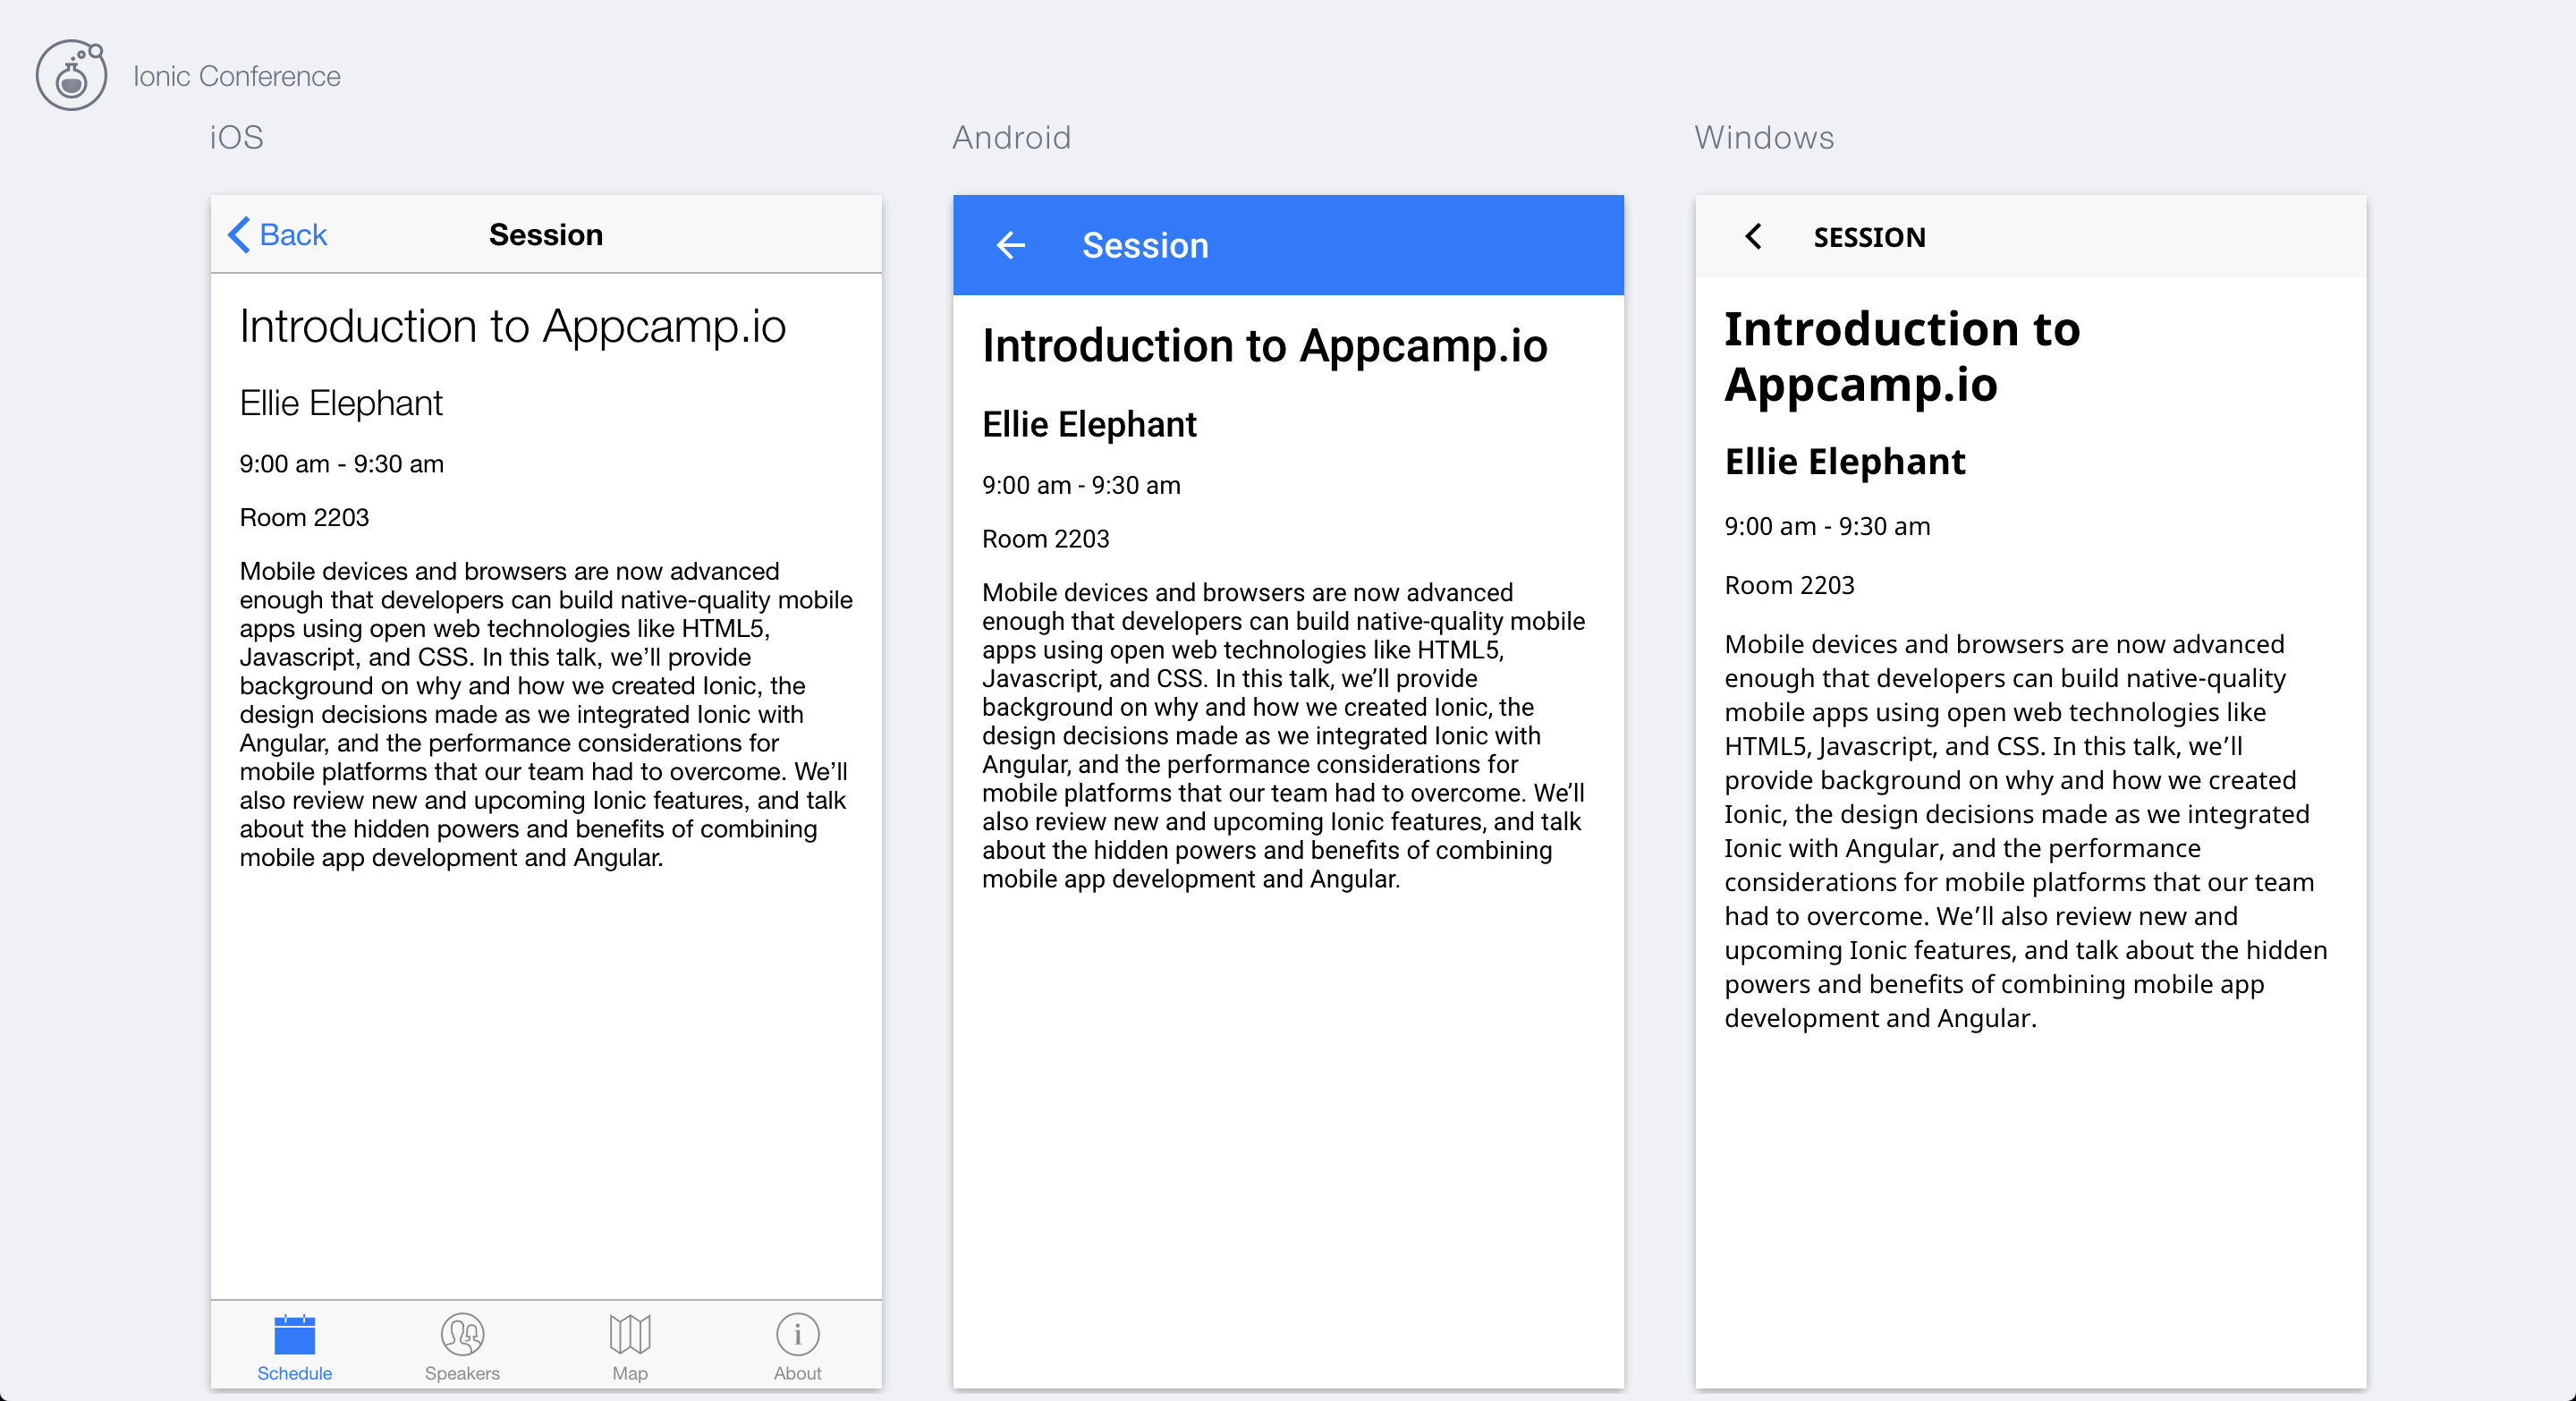 Ionic Conference
iOS
Back
Session
Introduction to Appcamp.io
Ellie Elephant
9:00 am - 9:30 am
Room 2203
Mobile devices and browsers are now advanced
enough that developers can build native-quality mobile
apps using open web technologies like HTML5,
Javascript, and CSS. In this talk, we’ll provide
background on why and how we created Ionic, the
design decisions made as we integrated Ionic with
Angular, and the performance considerations for
mobile platforms that our team had to overcome. We’ll
also review new and upcoming Ionic features, and talk
about the hidden powers and benefits of combining
mobile app development and Angular.
Schedule
Speakers
Map
About
Android
Session
Introduction to Appcamp.io
Ellie Elephant
9:00 am - 9:30 am
Room 2203
Mobile devices and browsers are now advanced
enough that developers can build native-quality mobile
apps using open web technologies like HTML5,
Javascript, and CSS. In this talk, we’ll provide
background on why and how we created Ionic, the
design decisions made as we integrated Ionic with
Angular, and the performance considerations for
mobile platforms that our team had to overcome. We’ll
also review new and upcoming Ionic features, and talk
about the hidden powers and benefits of combining
mobile app development and Angular.
Windows
SESSION
Introduction to
Appcamp.io
Ellie Elephant
9:00 am - 9:30 am
Room 2203
Mobile devices and browsers are now advanced
enough that developers can build native-quality
mobile apps using open web technologies like
HTML5, Javascript, and CSS. In this talk, we’ll
provide background on why and how we created
Ionic, the design decisions made as we integrated
Ionic with Angular, and the performance
considerations for mobile platforms that our team
had to overcome. We’ll also review new and
upcoming Ionic features, and talk about the hidden
powers and benefits of combining mobile app
development and Angular.